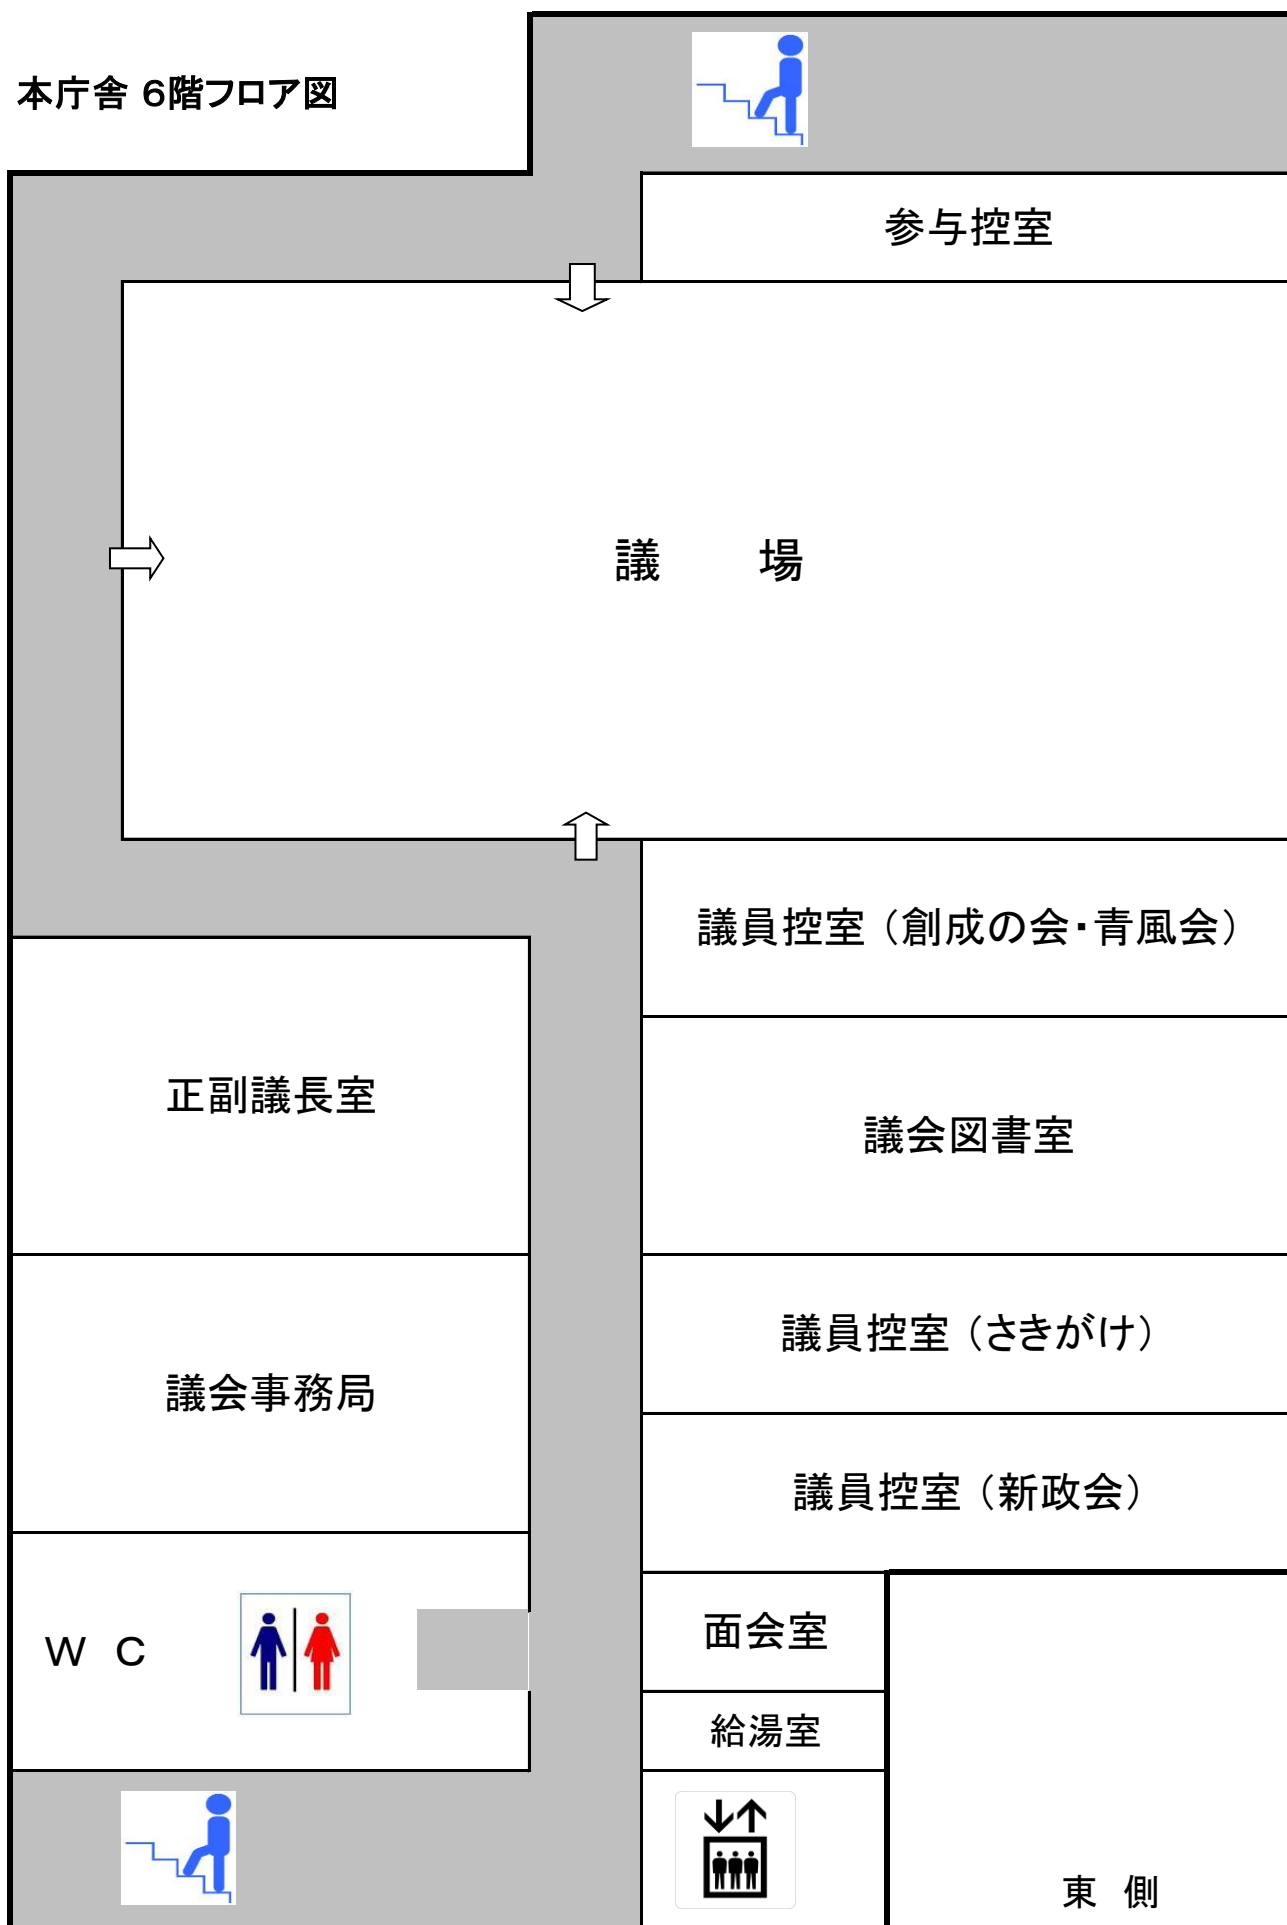 本庁舎 6階フロア図
参与控室
議　　場
議員控室（創成の会・青風会）
正副議長室
議会図書室
議員控室（さきがけ）
議会事務局
議員控室（新政会）
面会室
Ｗ Ｃ
給湯室
東 側